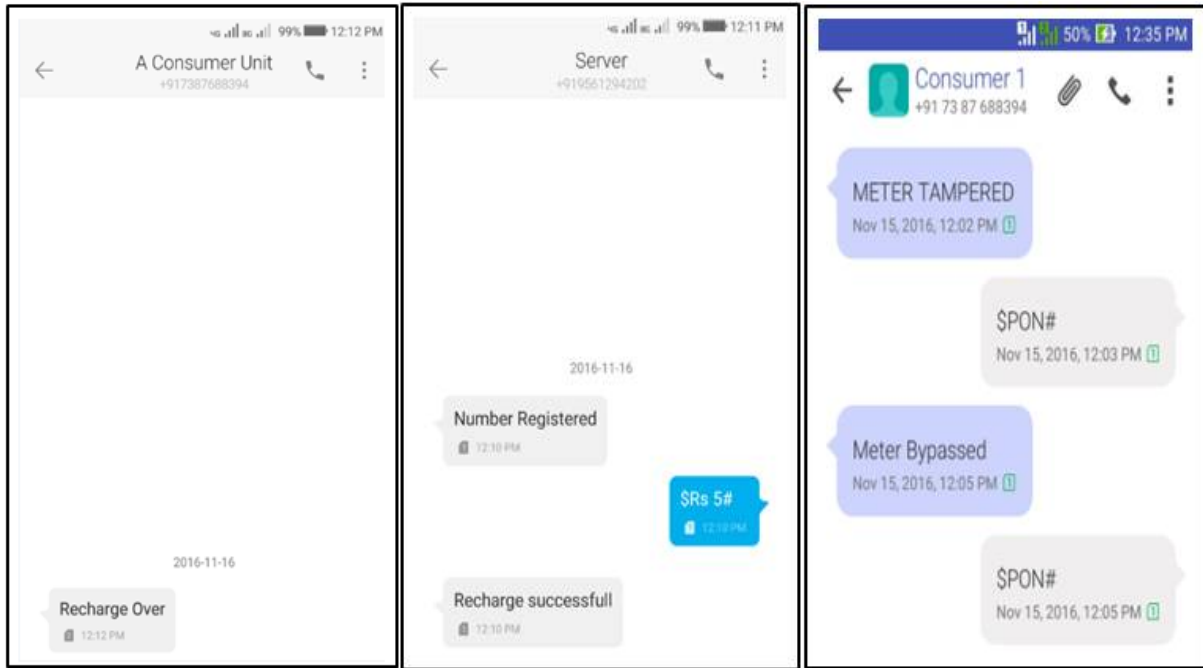 99% 12:12 PM
A Consumer Unit
+917387688394
2016-11-16
Recharge Over
12:12 PM
99% 12:11 PM
Server
+919561294202
2016-11-16
Number Registered
12:10 PM
$Rs 5#
12:10 PM
Recharge successfull
12:10 PM
50% 12:35 PM
Consumer 1
+91 73 87 688394
METER TAMPERED
Nov 15, 2016, 12:02 PM
$PON#
Nov 15, 2016, 12:03 PM
Meter Bypassed
Nov 15, 2016, 12:05 PM
$PON#
Nov 15, 2016, 12:05 PM